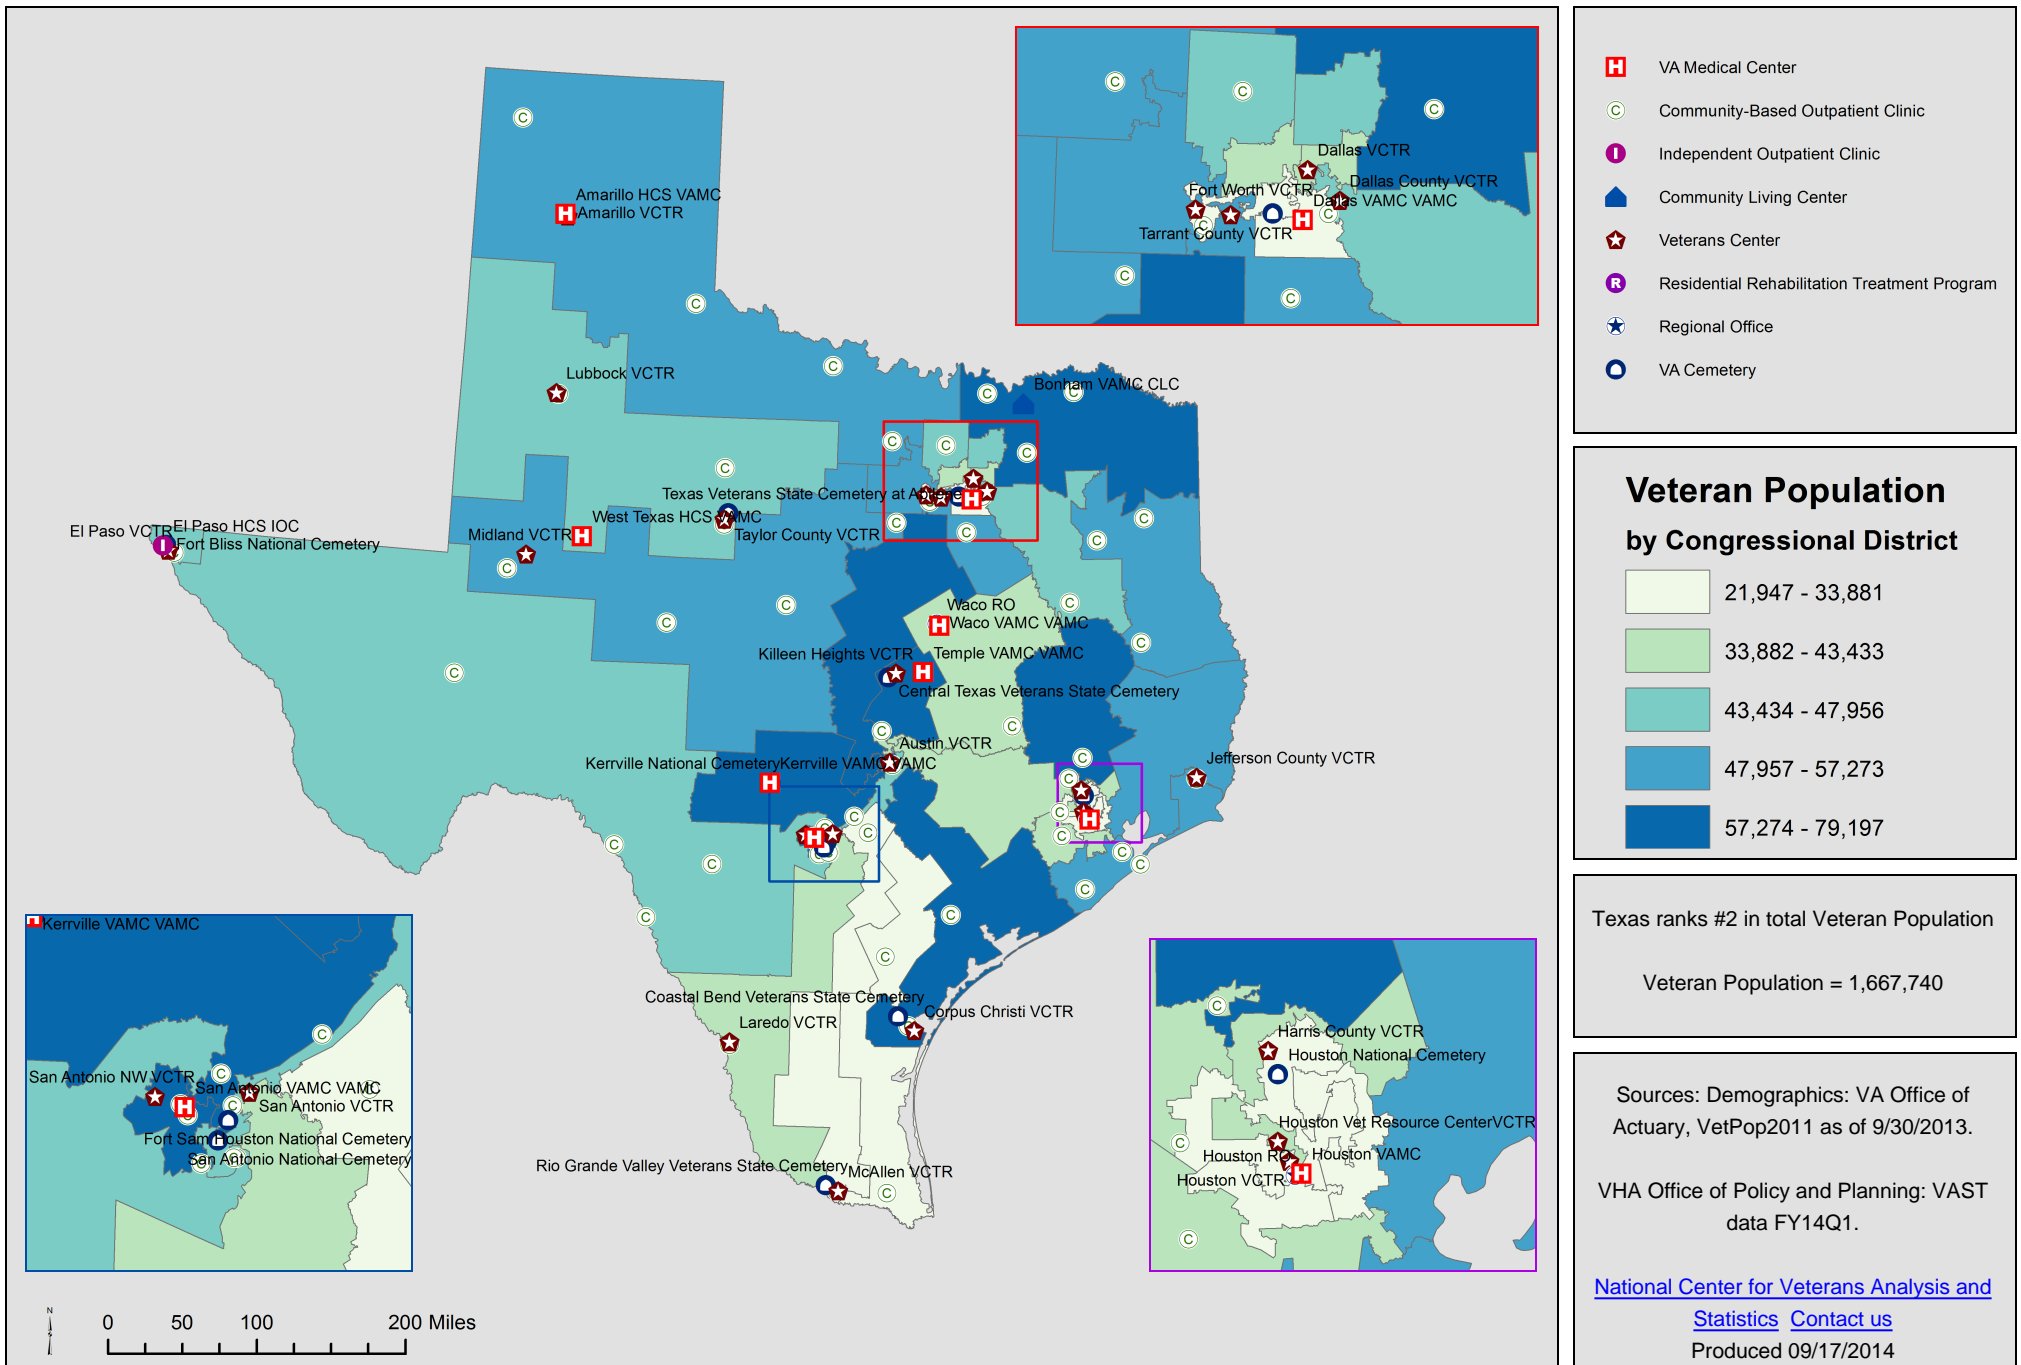 Amarillo HCS VAMC
Amarillo VCTR
Lubbock VCTR
Bonham VAMC CLC
Texas Veterans State Cemetery at Abilene
West Texas HCS VAMC
Midland VCTR
Taylor County VCTR
El Paso VCTR
El Paso HCS IOC
Fort Bliss National Cemetery
Waco RO
Waco VAMC VAMC
Killeen Heights VCTR
Temple VAMC VAMC
Central Texas Veterans State Cemetery
Austin VCTR
Kerrville National Cemetery
Kerrville VAMC VAMC
Jefferson County VCTR
Coastal Bend Veterans State Cemetery
Corpus Christi VCTR
Laredo VCTR
Rio Grande Valley Veterans State Cemetery
McAllen VCTR
Dallas VCTR
Dallas County VCTR
Fort Worth VCTR
Dallas VAMC VAMC
Tarrant County VCTR
Kerrville VAMC VAMC
San Antonio NW VCTR
San Antonio VAMC VAMC
San Antonio VCTR
Fort Sam Houston National Cemetery
San Antonio National Cemetery
Harris County VCTR
Houston National Cemetery
Houston Vet Resource CenterVCTR
Houston RO
Houston VAMC
Houston VCTR
N
0 50 100 200 Miles
H VA Medical Center
C Community-Based Outpatient Clinic
I Independent Outpatient Clinic
Community Living Center
Veterans Center
R Residential Rehabilitation Treatment Program
Regional Office
VA Cemetery
Veteran Population
by Congressional District
21,947 - 33,881
33,882 - 43,433
43,434 - 47,956
47,957 - 57,273
57,274 - 79,197
Texas ranks #2 in total Veteran Population
Veteran Population = 1,667,740
Sources: Demographics: VA Office of
Actuary, VetPop2011 as of 9/30/2013.
VHA Office of Policy and Planning: VAST
data FY14Q1.
National Center for Veterans Analysis and
Statistics Contact us
Produced 09/17/2014